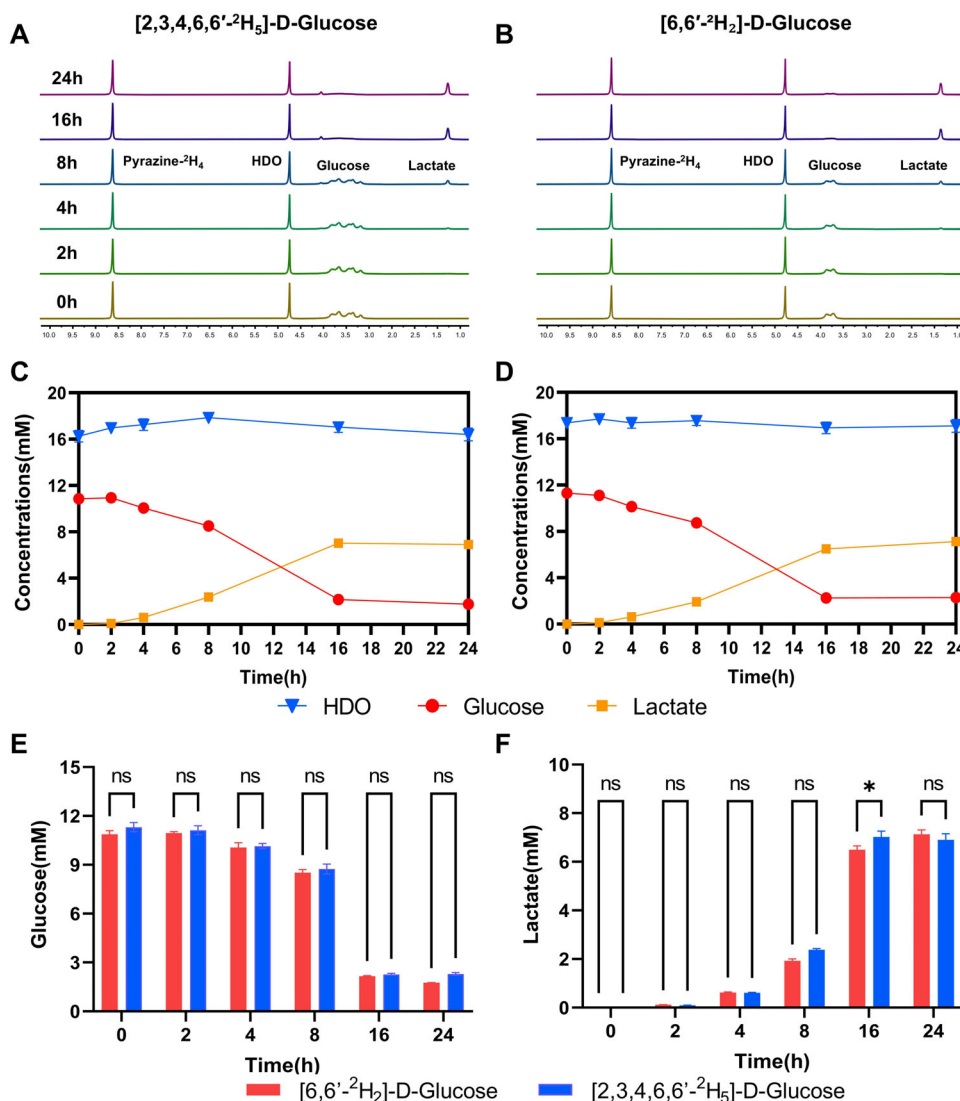 A [2,3,4,6,6′-²H₅]-D-Glucose
B [6,6′-²H₂]-D-Glucose
24h
16h
8h Pyrazine-²H₄ HDO Glucose Lactate
Pyrazine-²H₄ HDO Glucose Lactate
4h
2h
0h
10.0 9.5 9.0 8.5 8.0 7.5 7.0 6.5 6.0 5.5 5.0 4.5 4.0 3.5 3.0 2.5 2.0 1.5 1.0
10.0 9.5 9.0 8.5 8.0 7.5 7.0 6.5 6.0 5.5 5.0 4.5 4.0 3.5 3.0 2.5 2.0 1.5 1.0
C
Concentrations(mM)
20
16
12
8
4
0
0 2 4 6 8 10 12 14 16 18 20 22 24
Time(h)
D
Concentrations(mM)
20
16
12
8
4
0
0 2 4 6 8 10 12 14 16 18 20 22 24
Time(h)
HDO Glucose Lactate
E
Glucose(mM)
15
12
9
6
3
0
ns ns ns ns ns ns
0 2 4 8 16 24
Time(h)
F
Lactate(mM)
10
8
6
4
2
0
ns ns ns ns * ns
0 2 4 8 16 24
Time(h)
[6,6’-²H₂]-D-Glucose [2,3,4,6,6’-²H₅]-D-Glucose